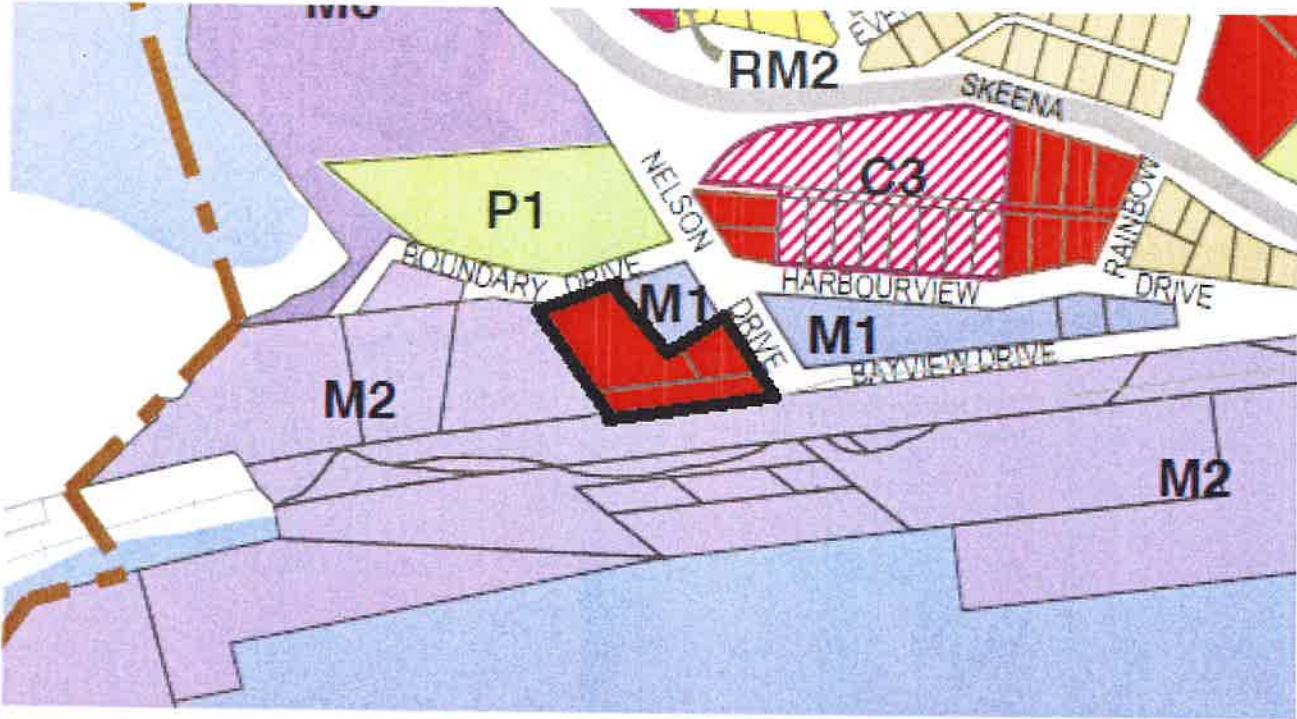 RM2
SKEENA
C3
NELSON
P1
RAINBOW
BOUNDARY DRIVE
HARBOURVIEW
DRIVE
M1
DRIVE
M1
BAYVIEW DRIVE
M2
M2